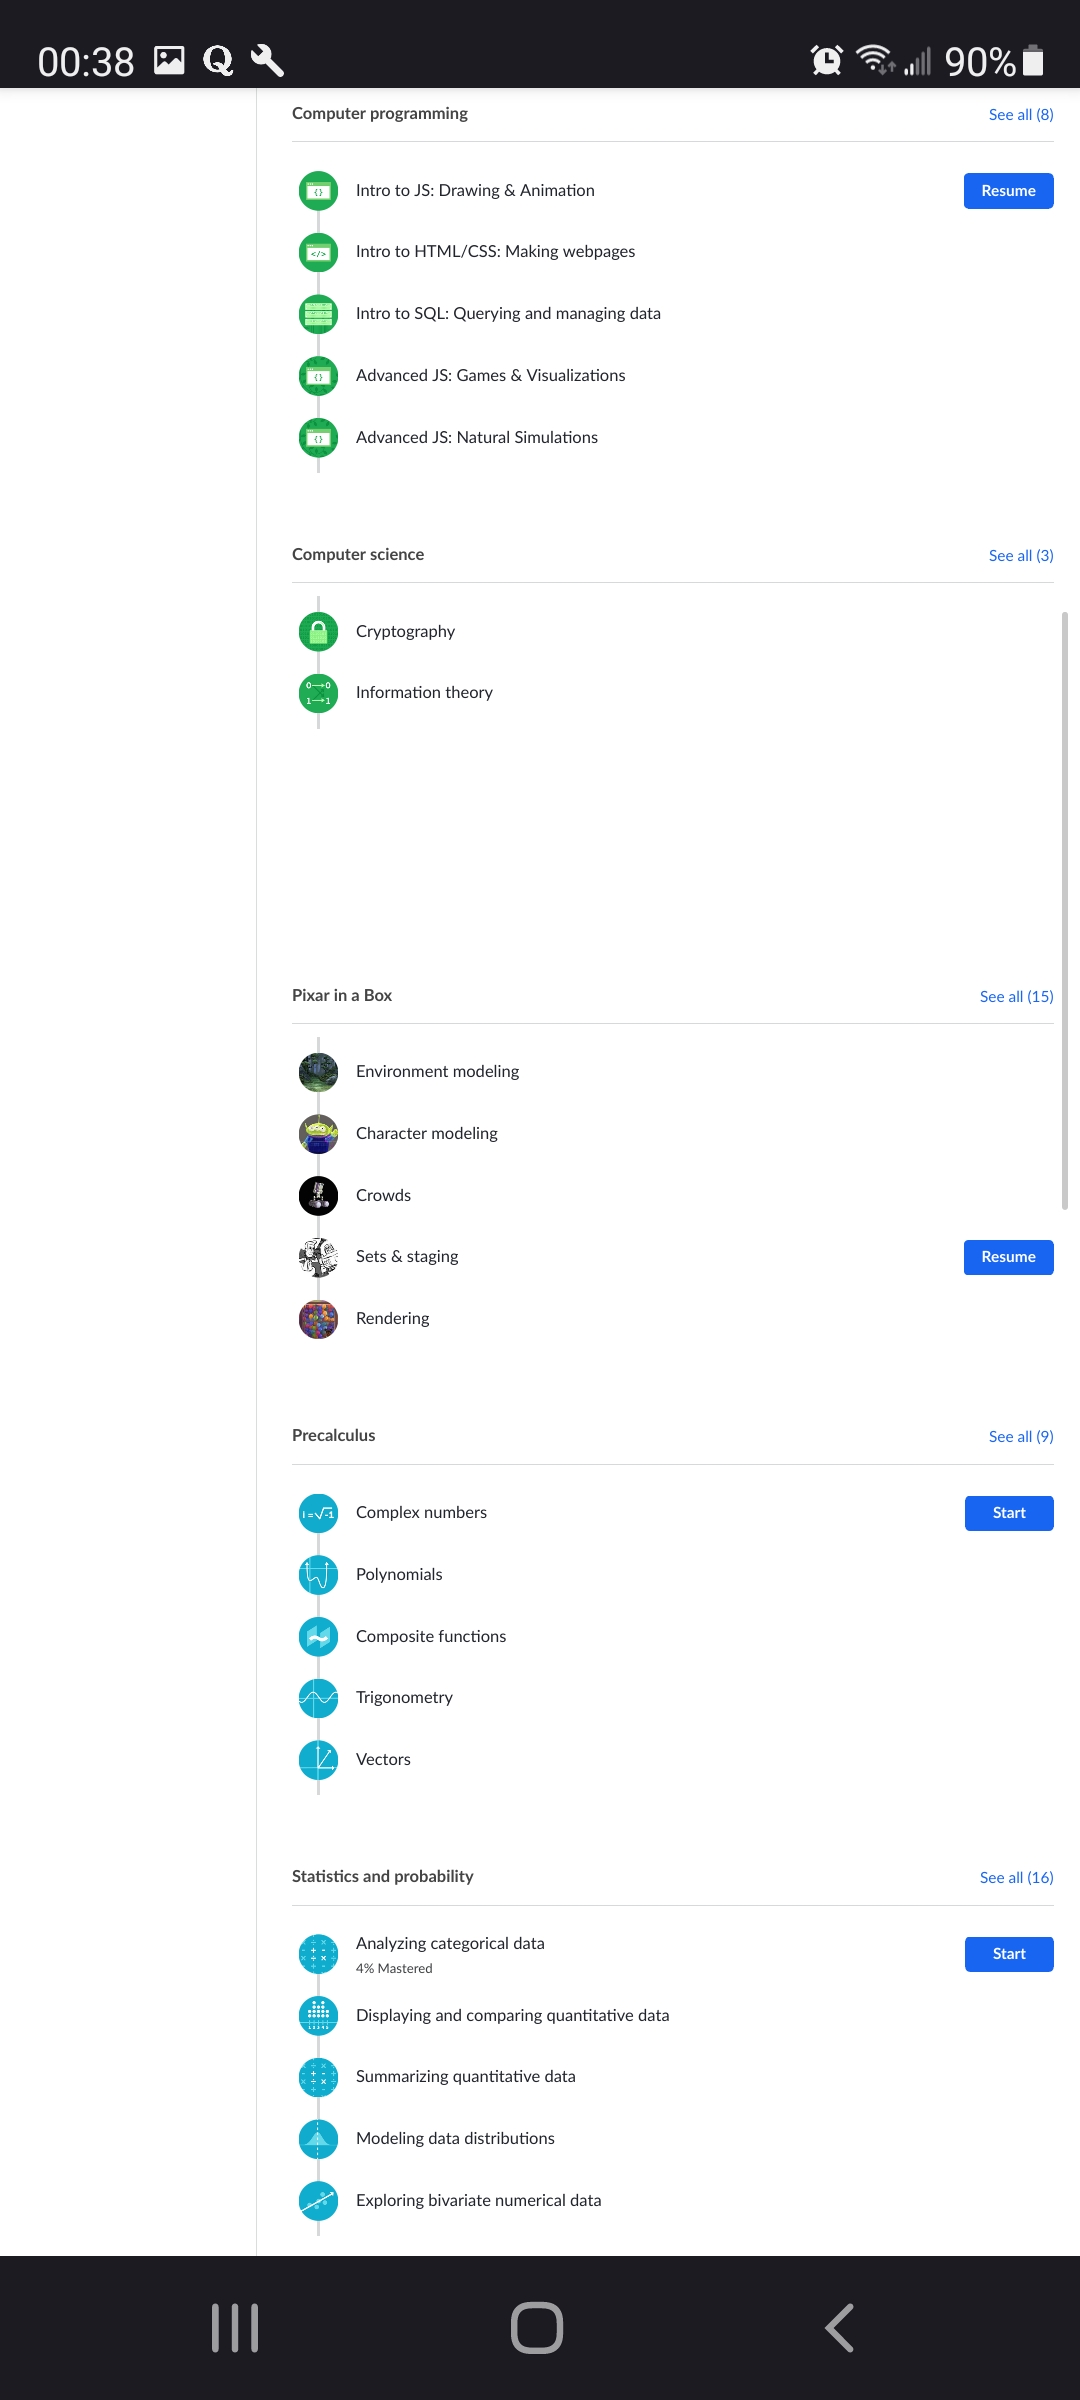 00:38 90%
Computer programming See all (8)
Intro to JS: Drawing & Animation Resume
Intro to HTML/CSS: Making webpages
Intro to SQL: Querying and managing data
Advanced JS: Games & Visualizations
Advanced JS: Natural Simulations
Computer science See all (3)
Cryptography
Information theory
Pixar in a Box See all (15)
Environment modeling
Character modeling
Crowds
Sets & staging Resume
Rendering
Precalculus See all (9)
Complex numbers Start
Polynomials
Composite functions
Trigonometry
Vectors
Statistics and probability See all (16)
Analyzing categorical data Start
4% Mastered
Displaying and comparing quantitative data
Summarizing quantitative data
Modeling data distributions
Exploring bivariate numerical data